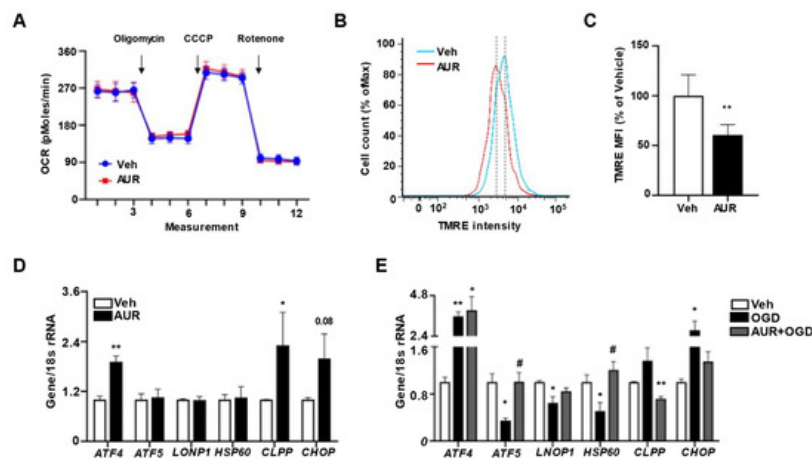 A
Oligomycin CCCP Rotenone
OCR (pMoles/min)
360
270
180
90
0
Veh
AUR
3 6 9 12
Measurement
B
Cell count (% ofMax)
100
80
60
40
20
0
Veh
AUR
0 10² 10³ 10⁴ 10⁵
TMRE intensity
C
TMRE MFI (% of Vehicle)
150
100
50
0
**
Veh AUR
D
Gene/18s rRNA
3.6
2.4
1.2
0
Veh
AUR
** * 0.08
ATF4 ATF5 LONP1 HSP60 CLPP CHOP
E
Gene/18s rRNA
4.8
2.4
1.6
0.8
0
Veh
OGD
AUR+OGD
** * * # * * # ** *
ATF4 ATF5 LNOP1 HSP60 CLPP CHOP